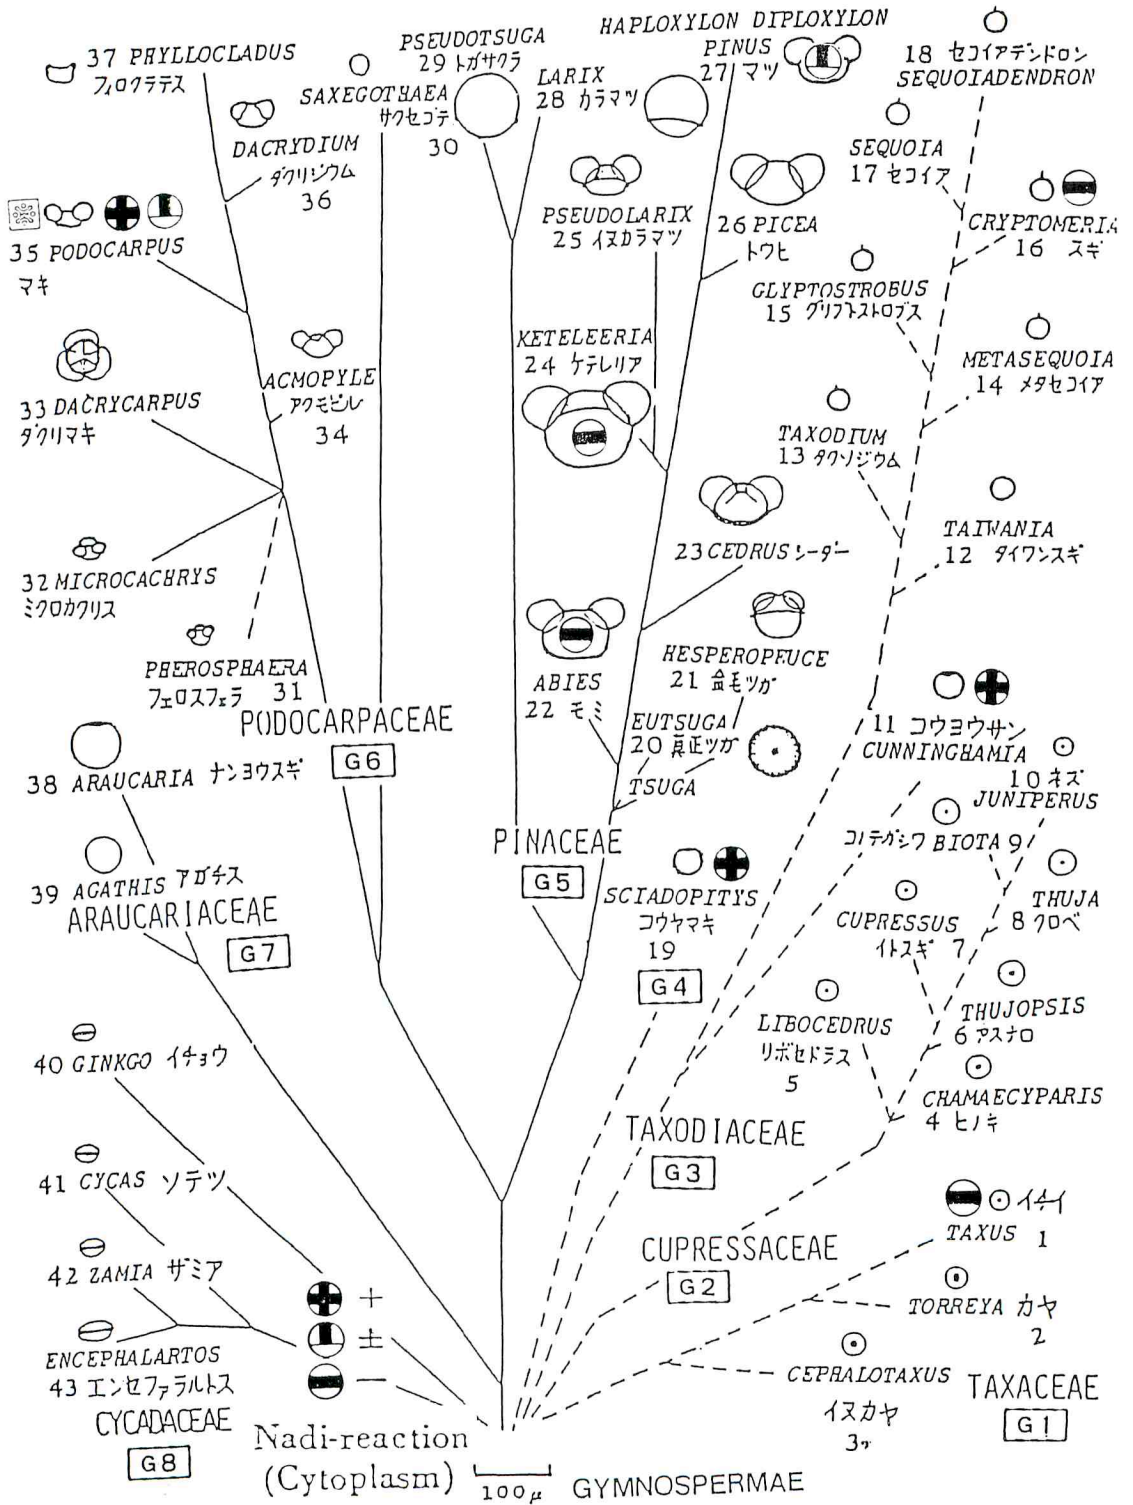 37 PHYLLOCLADUS
フィロクラテス
SAXEGOTHAEA
サクセゴテ
30
PSEUDOTSUGA
29 トガサクラ
LARIX
28 カラマツ
HAPLOXYLON DIPLOXYLON
PINUS
27 マツ
18 セコイアデンドロン
SEQUOIADENDRON
DACRYDIUM
ダクリジウム
36
SEQUOIA
17 セコイア
35 PODOCARPUS
マキ
PSEUDOLARIX
25 イヌカラマツ
26 PICEA
トウヒ
CRYPTOMERIA
16 スギ
GLYPTOSTROBUS
15 グリプトストロブス
ACMOPYLE
アクモピル
34
KETELEERIA
24 ケテレリア
METASEQUOIA
14 メタセコイア
33 DACRYCARPUS
ダクリマキ
TAXODIUM
13 タクソジウム
32 MICROCACHRYS
ミクロカクリス
23 CEDRUS シーダー
TAIWANIA
12 タイワンスギ
PHEROSPHAERA
フェロスフェラ 31
ABIES
22 モミ
HESPEROPEUCE
21 金毛ツガ
EUTSUGA
20 真正ツガ
TSUGA
11 コウヨウサン
CUNNINGHAMIA
PODOCARPACEAE
G6
38 ARAUCARIA ナンヨウスギ
10 ネズ
JUNIPERUS
PINACEAE
G5
コノテガシワ BIOTA 9
39 AGATHIS アガチス
ARAUCARIACEAE
G7
SCIADOPITYS
コウヤマキ
19
G4
THUJA
8 クロベ
CUPRESSUS
イトスギ 7
THUJOPSIS
6 アスナロ
LIBOCEDRUS
リボセドラス
5
40 GINKGO イチョウ
CHAMAECYPARIS
4 ヒノキ
TAXODIACEAE
G3
41 CYCAS ソテツ
イチイ
TAXUS 1
42 ZAMIA ザミア
CUPRESSACEAE
G2
TORREYA カヤ
2
ENCEPHALARTOS
43 エンセファラルトス
CYCADACEAE
G8
+
±
−
CEPHALOTAXUS
イヌカヤ
3
TAXACEAE
G1
Nadi-reaction
(Cytoplasm)
100μ
GYMNOSPERMAE